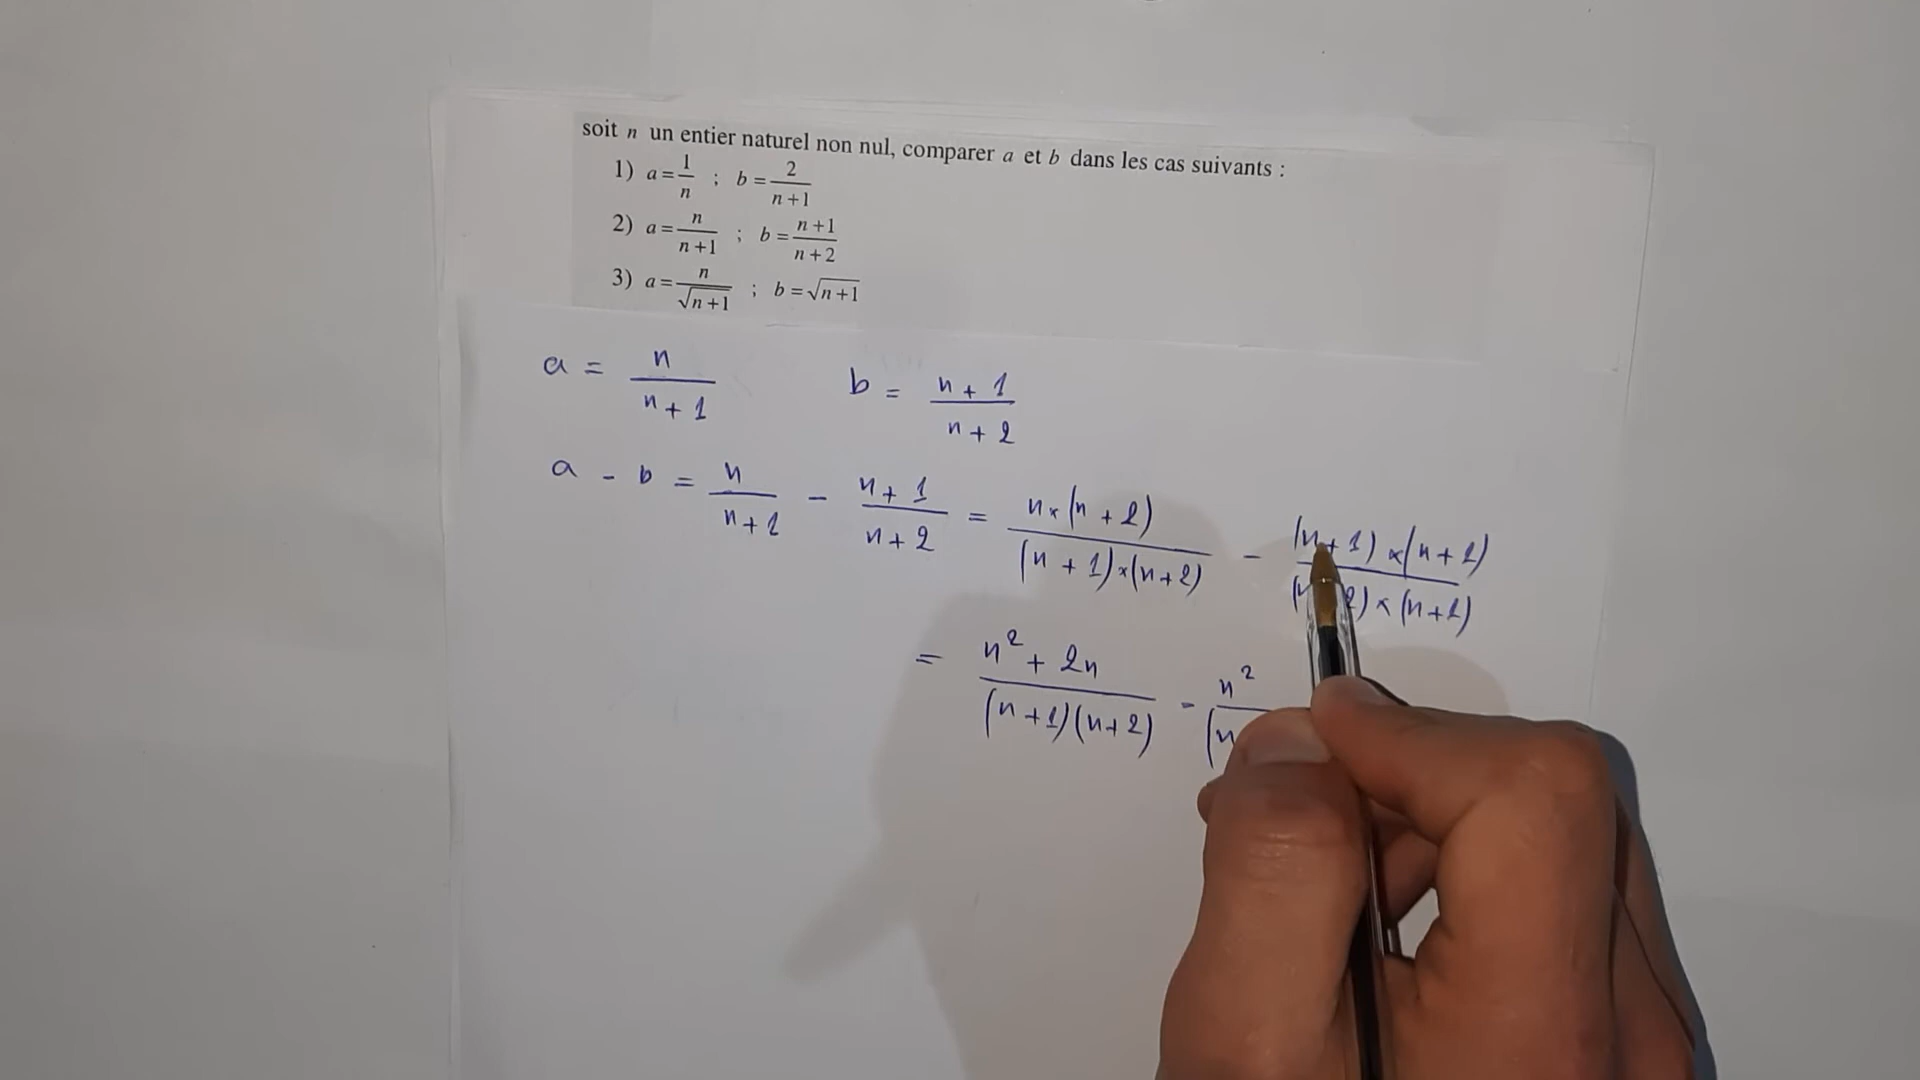 soit n un entier naturel non nul, comparer a et b dans les cas suivants :
1) a = 1/n ; b = 2/(n+1)
2) a = n/(n+1) ; b = (n+1)/(n+2)
3) a = n/√(n+1) ; b = √(n+1)
a = n/(n+1) b = (n+1)/(n+2)
a - b = n/(n+1) - (n+1)/(n+2) = n×(n+2)/(n+1)×(n+2) - (n+1)×(n+1)/(n+2)×(n+1)
= (n²+2n)/(n+1)(n+2) - n²/(n